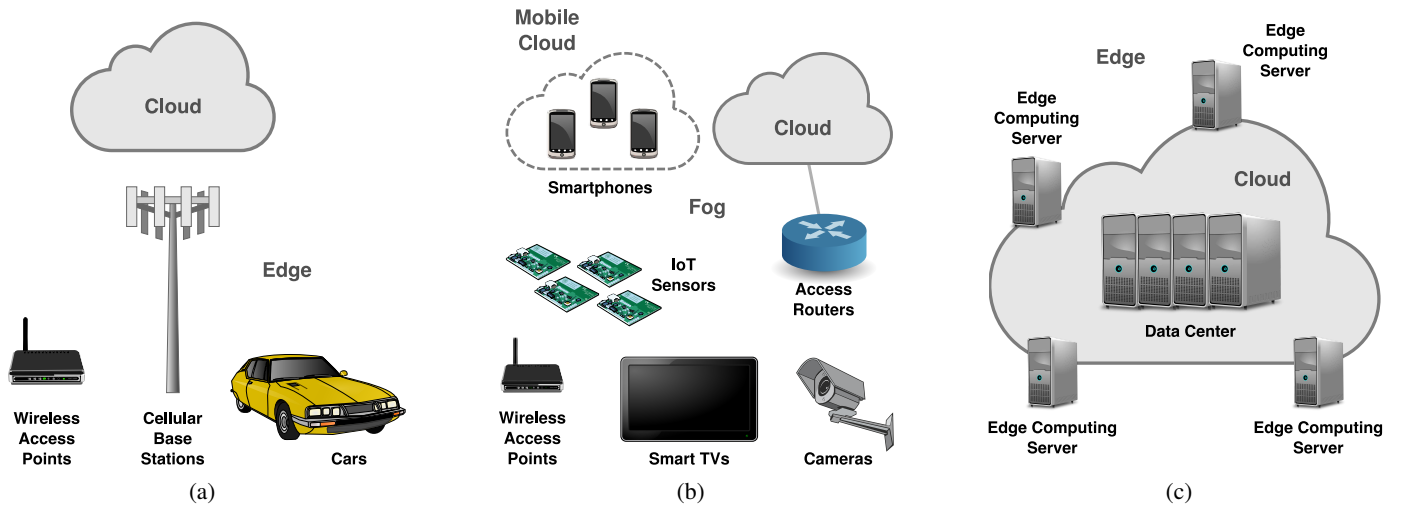 Cloud
Edge
Wireless
Access
Points
Cellular
Base
Stations
Cars
(a)
Mobile
Cloud
Smartphones
Cloud
Fog
IoT
Sensors
Access
Routers
Wireless
Access
Points
Smart TVs
Cameras
(b)
Edge
Edge
Computing
Server
Edge
Computing
Server
Cloud
Data Center
Edge Computing
Server
Edge Computing
Server
(c)